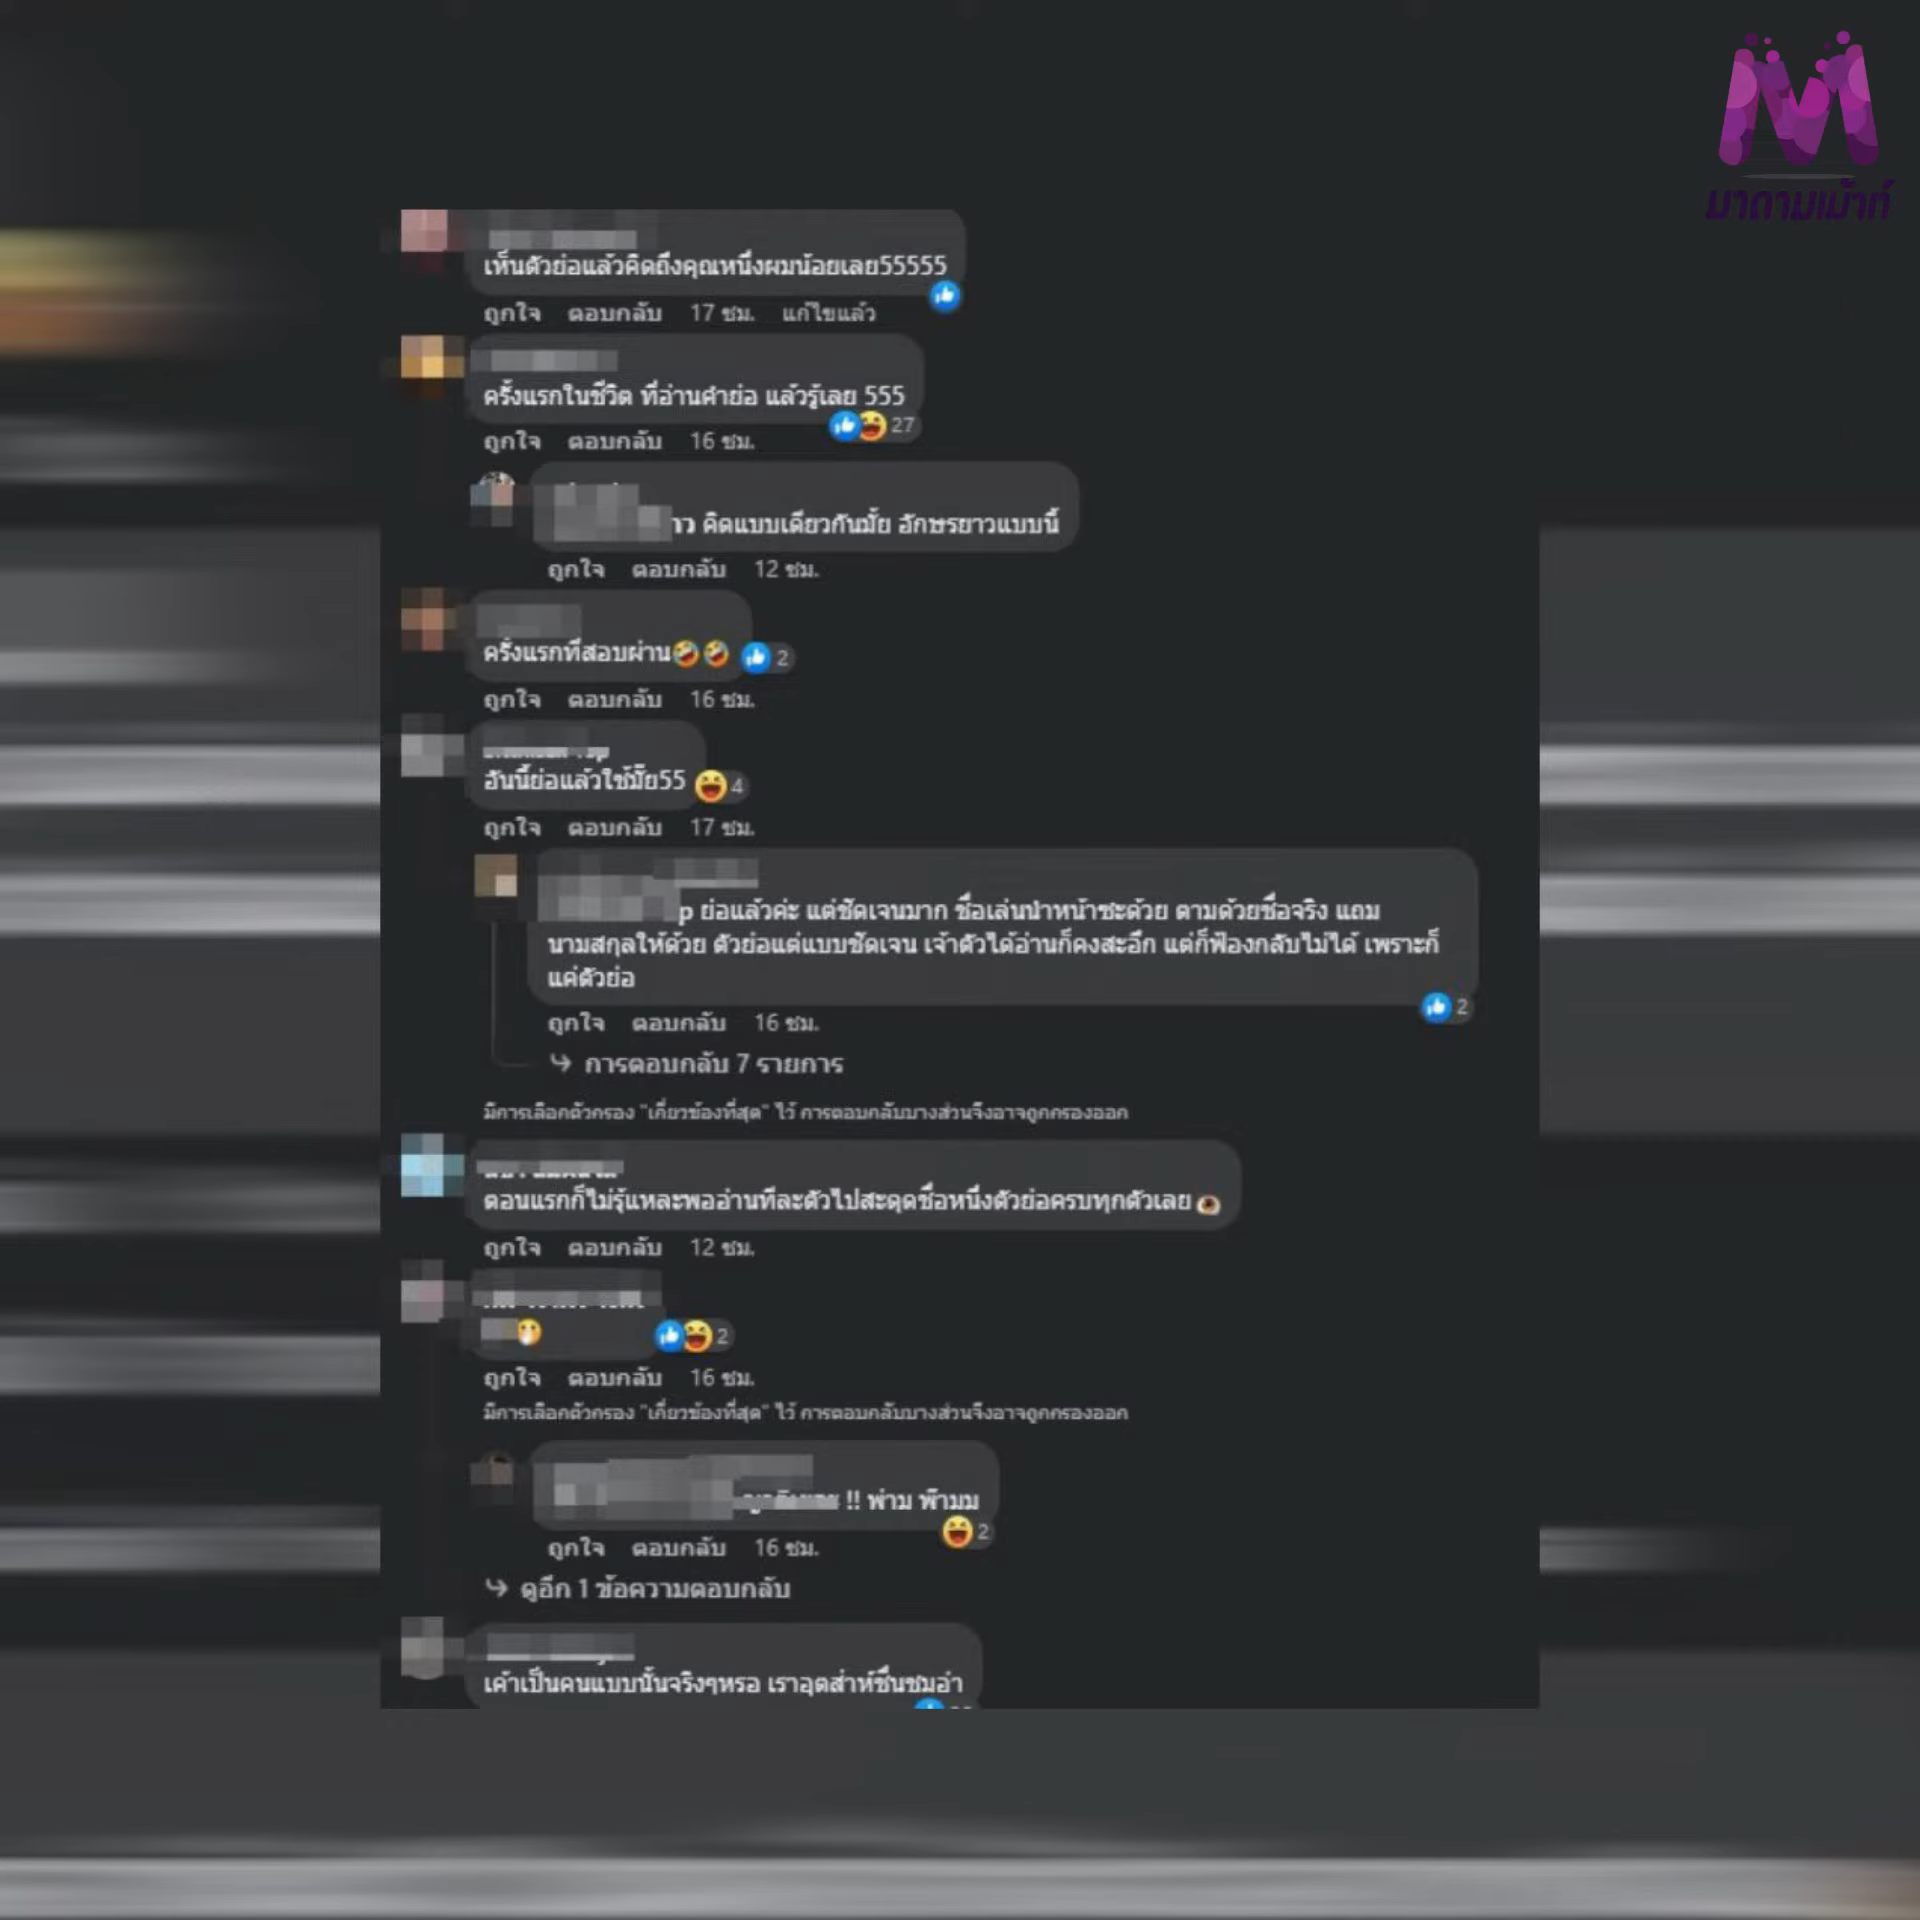 มาดามเม้าท์
เห็นตัวย่อแล้วคิดถึงคุณหนึ่งผมน้อยเลย55555
ถูกใจ ตอบกลับ 17 ชม. แก้ไขแล้ว
ครั้งแรกในชีวิต ที่อ่านคำย่อ แล้วรู้เลย 555
27
ถูกใจ ตอบกลับ 16 ชม.
คิดแบบเดียวกันมั้ย อักษรยาวแบบนี้
ถูกใจ ตอบกลับ 12 ชม.
ครั้งแรกที่สอบผ่าน🤣🤣 2
ถูกใจ ตอบกลับ 16 ชม.
อันนี้ย่อแล้วใช้มั้ย55 4
ถูกใจ ตอบกลับ 17 ชม.
p ย่อแล้วค่ะ แต่ชัดเจนมาก ชื่อเล่นนำหน้าซะด้วย ตามด้วยชื่อจริง แถม
นามสกุลให้ด้วย ตัวย่อแต่แบบชัดเจน เจ้าตัวได้อ่านก็คงสะอึก แต่ก็ฟ้องกลับไม่ได้ เพราะก็
แค่ตัวย่อ
2
ถูกใจ ตอบกลับ 16 ชม.
การตอบกลับ 7 รายการ
มีการเลือกตัวกรอง "เกี่ยวข้องที่สุด" ไว้ การตอบกลับบางส่วนจึงอาจถูกกรองออก
ตอนแรกก็ไม่รู้แหละพออ่านทีละตัวไปสะดุดชื่อหนึ่งตัวย่อครบทุกตัวเลย
ถูกใจ ตอบกลับ 12 ชม.
2
ถูกใจ ตอบกลับ 16 ชม.
มีการเลือกตัวกรอง "เกี่ยวข้องที่สุด" ไว้ การตอบกลับบางส่วนจึงอาจถูกกรองออก
!! พ่าม พ๊ามม
2
ถูกใจ ตอบกลับ 16 ชม.
ดูอีก 1 ข้อความตอบกลับ
เค้าเป็นคนแบบนั้นจริงๆหรอ เราอุตส่าห์ชื่นชมอ่า